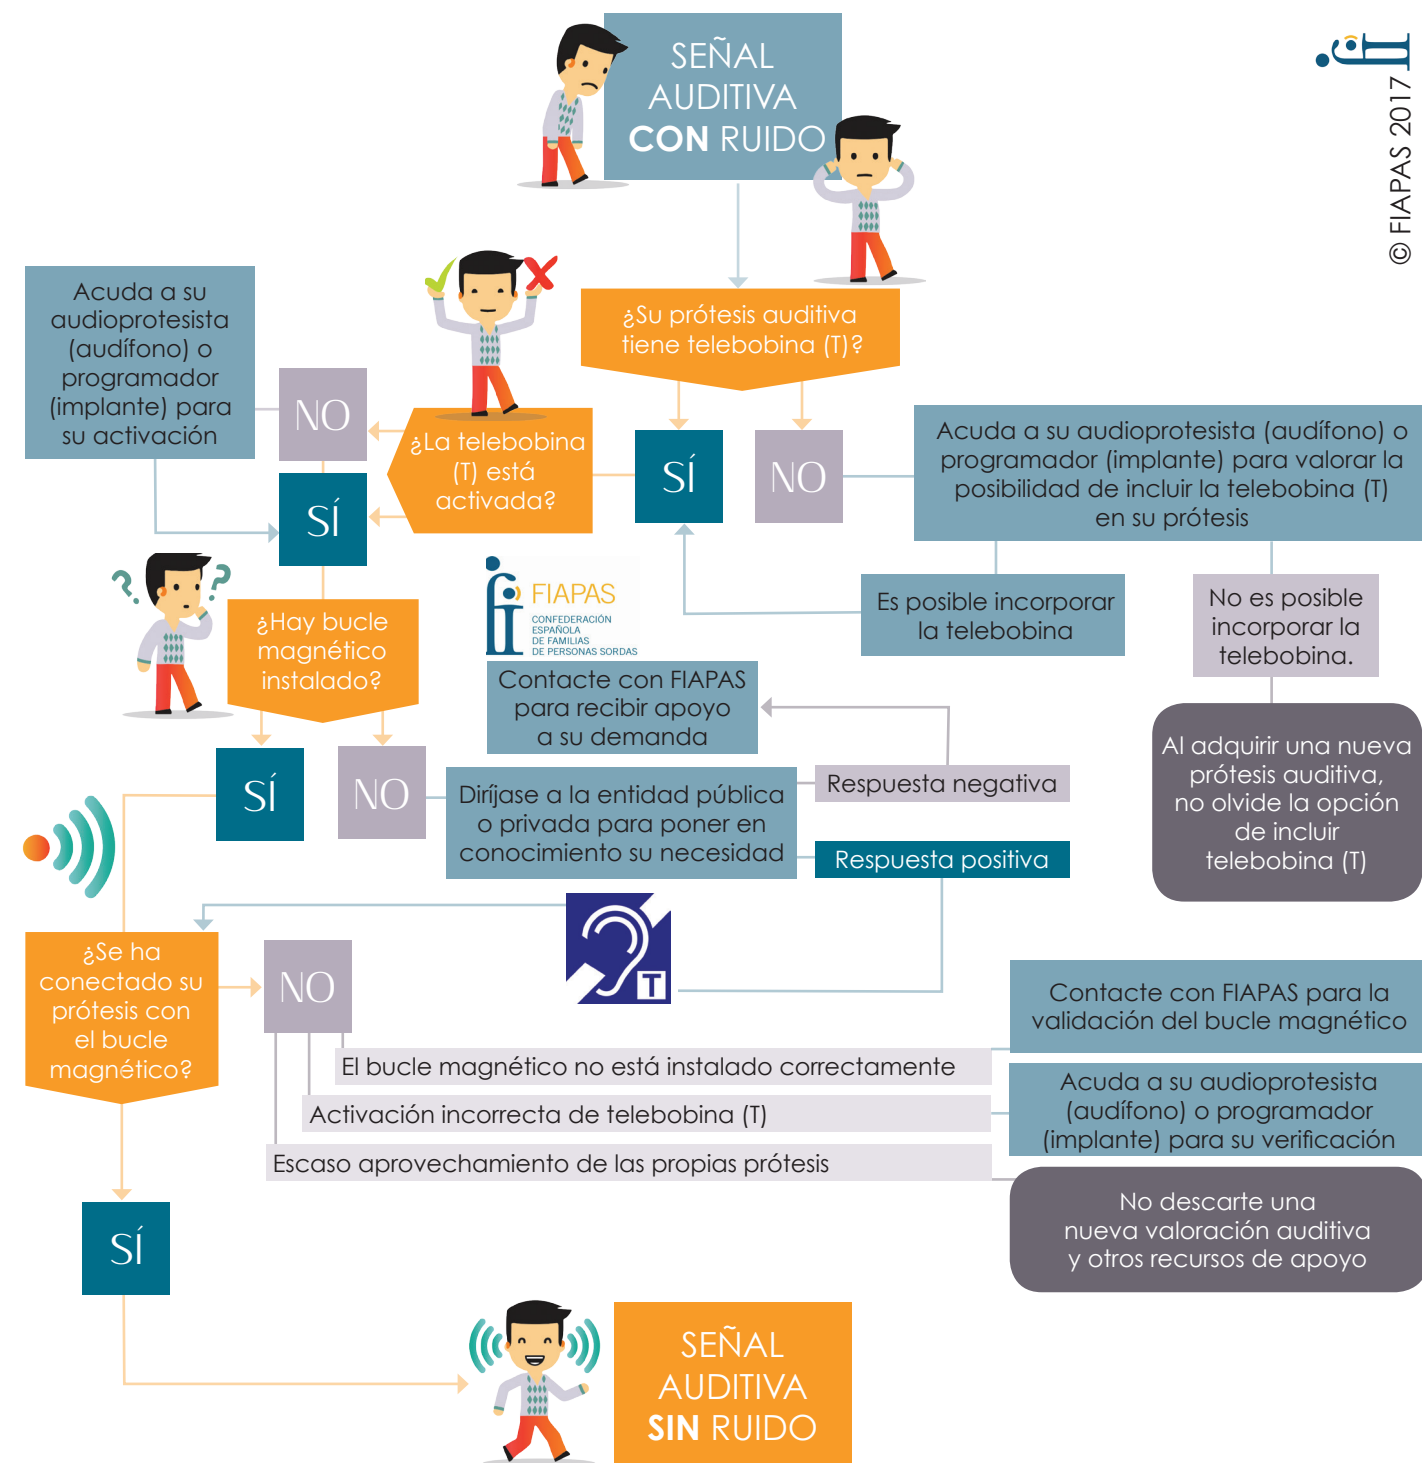 SEÑAL
AUDITIVA
CON RUIDO
© FIAPAS 2017
¿Su prótesis auditiva
tiene telebobina (T)?
SÍ
NO
Acuda a su audioprotesista (audífono) o
programador (implante) para valorar la
posibilidad de incluir la telebobina (T)
en su prótesis
Es posible incorporar
la telebobina
No es posible
incorporar la
telebobina.
Al adquirir una nueva
prótesis auditiva,
no olvide la opción
de incluir
telebobina (T)
¿La telebobina
(T) está
activada?
NO
Acuda a su
audioprotesista
(audífono) o
programador
(implante) para
su activación
SÍ
¿Hay bucle
magnético
instalado?
FIAPAS
CONFEDERACIÓN
ESPAÑOLA
DE FAMILIAS
DE PERSONAS SORDAS
Contacte con FIAPAS
para recibir apoyo
a su demanda
SÍ
NO
Diríjase a la entidad pública
o privada para poner en
conocimiento su necesidad
Respuesta negativa
Respuesta positiva
T
¿Se ha
conectado su
prótesis con
el bucle
magnético?
NO
El bucle magnético no está instalado correctamente
Contacte con FIAPAS para la
validación del bucle magnético
Activación incorrecta de telebobina (T)
Acuda a su audioprotesista
(audífono) o programador
(implante) para su verificación
Escaso aprovechamiento de las propias prótesis
No descarte una
nueva valoración auditiva
y otros recursos de apoyo
SÍ
SEÑAL
AUDITIVA
SIN RUIDO